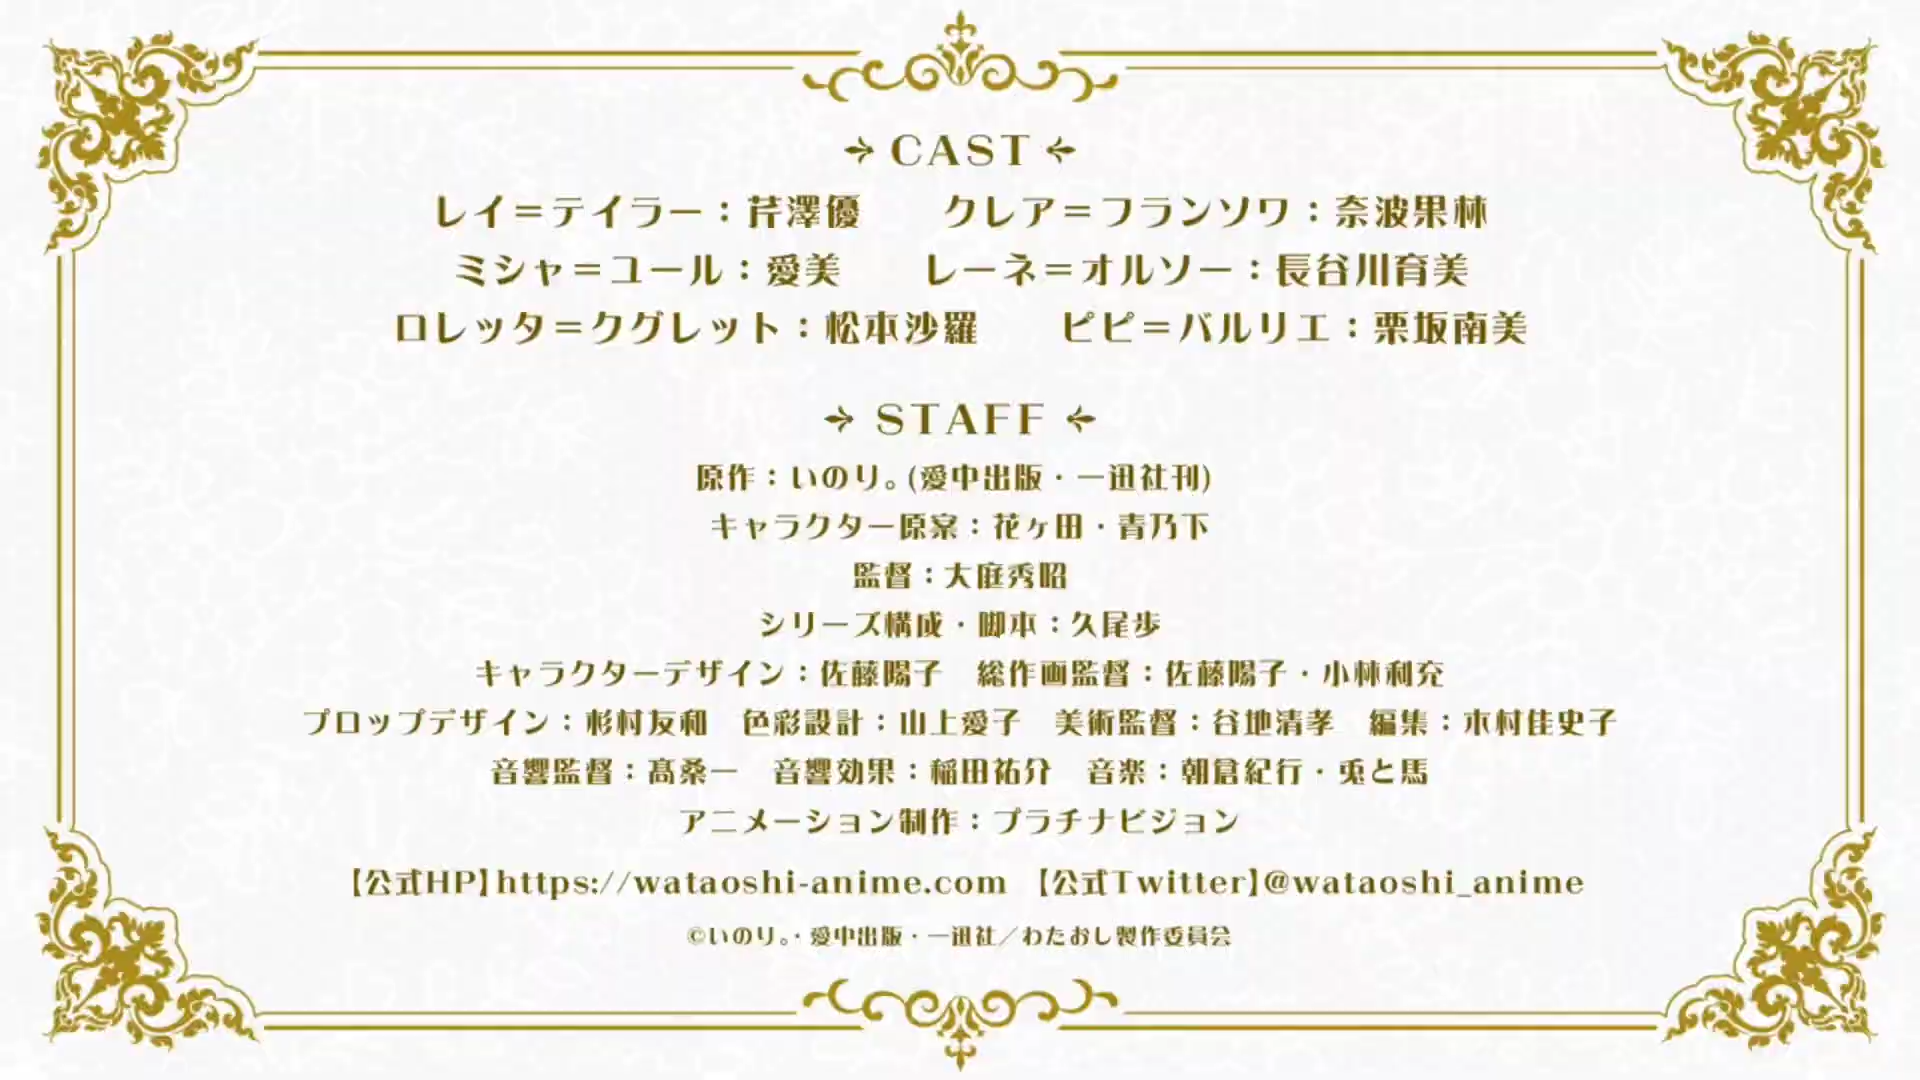 CAST
レイ＝テイラー：芹澤優　クレア＝フランソワ：奈波果林
ミシャ＝ユール：愛美　レーネ＝オルソー：長谷川育美
ロレッタ＝クグレット：松本沙羅　ピピ＝バルリエ：栗坂南美
STAFF
原作：いのり。(愛中出版・一迅社刊)
キャラクター原案：花ヶ田・青乃下
監督：大庭秀昭
シリーズ構成・脚本：久尾歩
キャラクターデザイン：佐藤陽子　総作画監督：佐藤陽子・小林利充
プロップデザイン：杉村友和　色彩設計：山上愛子　美術監督：谷地清孝　編集：木村佳史子
音響監督：髙桑一　音響効果：稲田祐介　音楽：朝倉紀行・兎と馬
アニメーション制作：プラチナビジョン
【公式HP】https://wataoshi-anime.com　【公式Twitter】@wataoshi_anime
©いのり。・愛中出版・一迅社／わたおし製作委員会